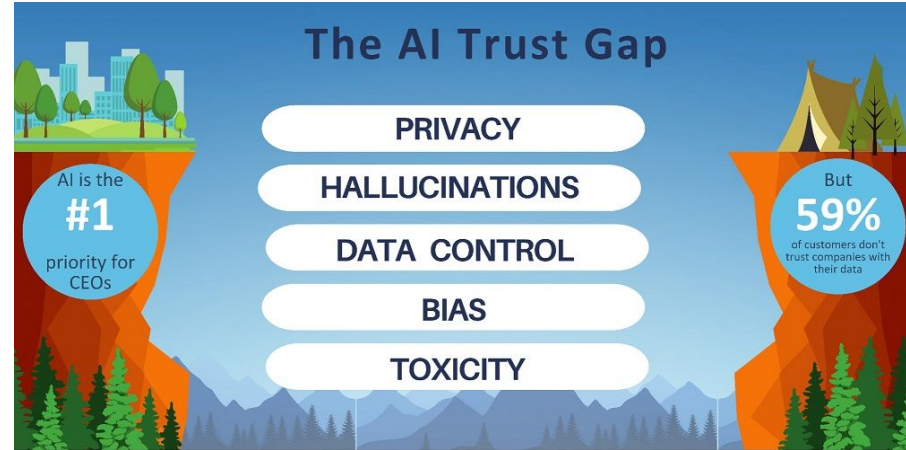 The AI Trust Gap
PRIVACY
HALLUCINATIONS
DATA CONTROL
BIAS
TOXICITY
AI is the
#1
priority for
CEOs
But
59%
of customers don't
trust companies with
their data